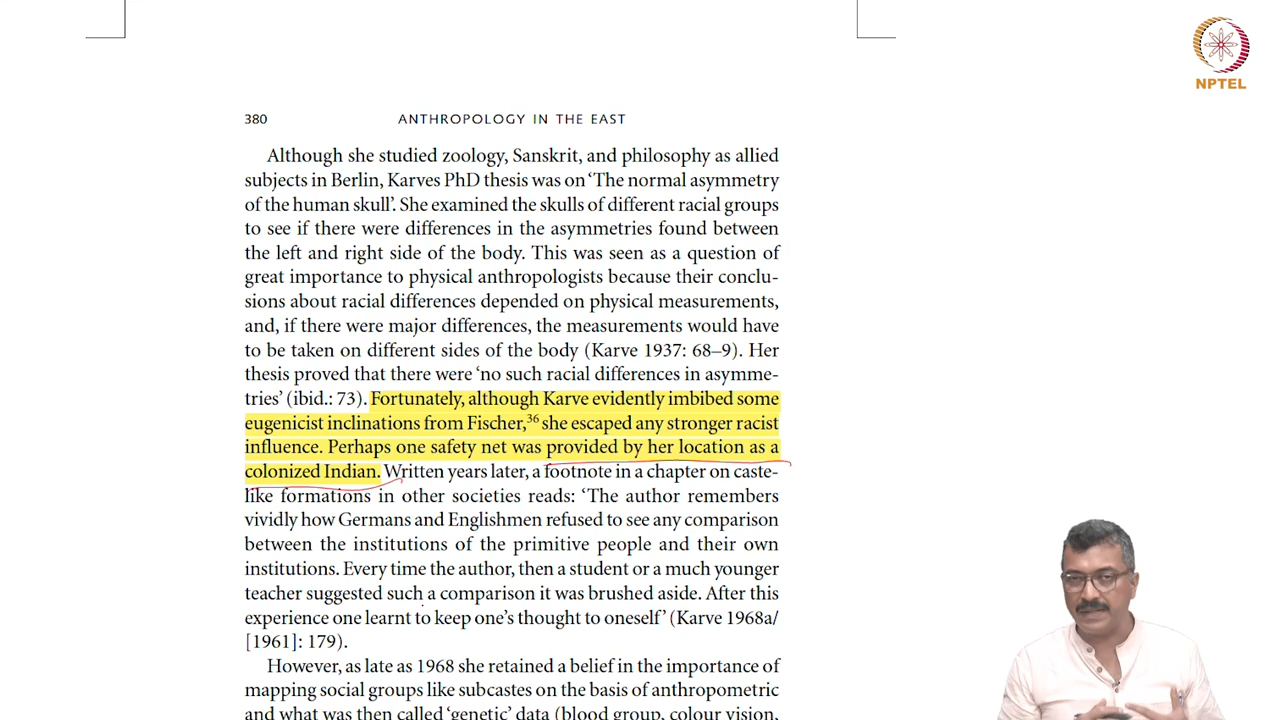 NPTEL
380 ANTHROPOLOGY IN THE EAST
Although she studied zoology, Sanskrit, and philosophy as allied
subjects in Berlin, Karves PhD thesis was on ‘The normal asymmetry
of the human skull’. She examined the skulls of different racial groups
to see if there were differences in the asymmetries found between
the left and right side of the body. This was seen as a question of
great importance to physical anthropologists because their conclu-
sions about racial differences depended on physical measurements,
and, if there were major differences, the measurements would have
to be taken on different sides of the body (Karve 1937: 68–9). Her
thesis proved that there were ‘no such racial differences in asymme-
tries’ (ibid.: 73). Fortunately, although Karve evidently imbibed some
eugenicist inclinations from Fischer,36 she escaped any stronger racist
influence. Perhaps one safety net was provided by her location as a
colonized Indian. Written years later, a footnote in a chapter on caste-
like formations in other societies reads: ‘The author remembers
vividly how Germans and Englishmen refused to see any comparison
between the institutions of the primitive people and their own
institutions. Every time the author, then a student or a much younger
teacher suggested such a comparison it was brushed aside. After this
experience one learnt to keep one’s thought to oneself’ (Karve 1968a/
[1961]: 179).
However, as late as 1968 she retained a belief in the importance of
mapping social groups like subcastes on the basis of anthropometric
and what was then called ‘genetic’ data (blood group, colour vision,